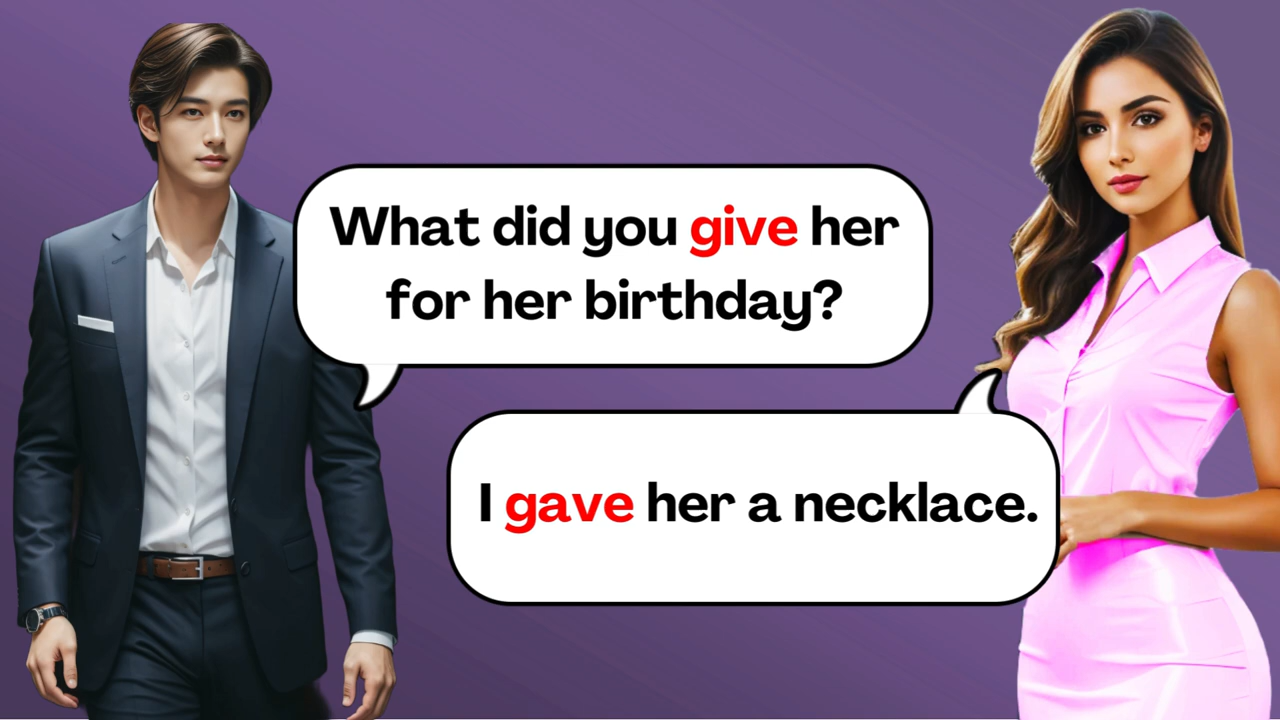 What did you give her
for her birthday?
I gave her a necklace.